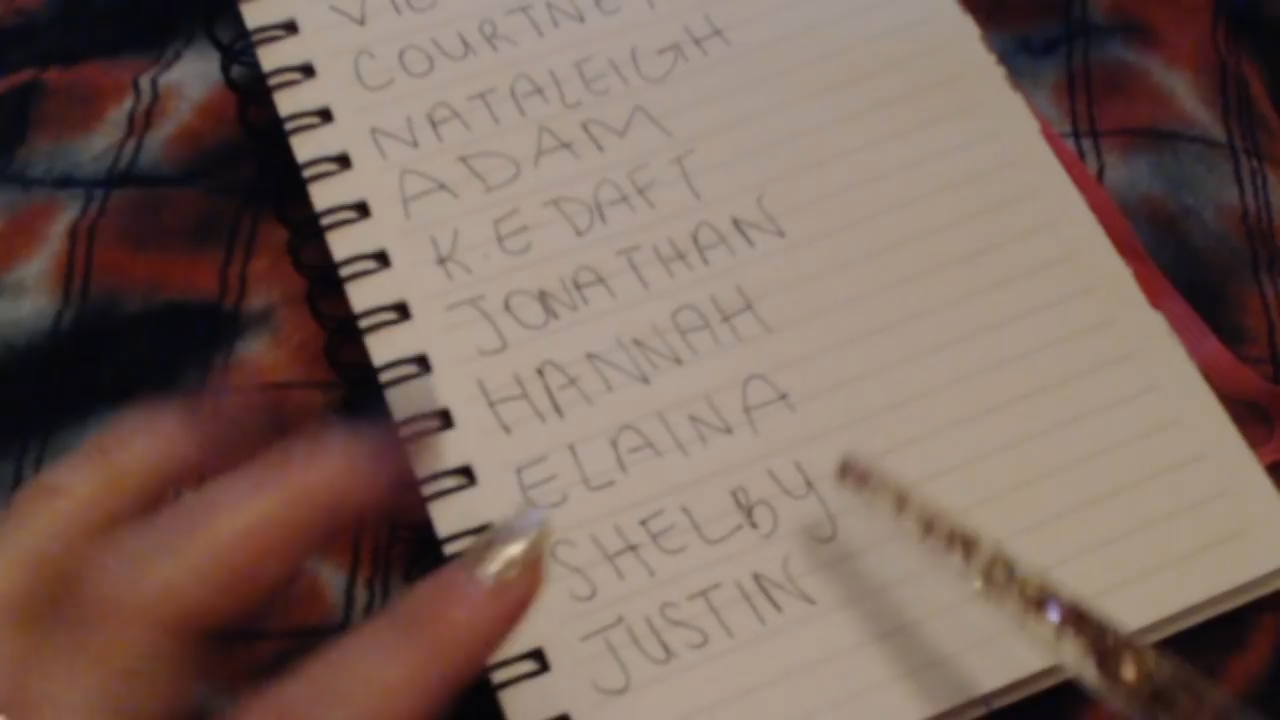 COURTNEY
NATALEIGH
ADAM
K.E DAFT
JONATHAN
HANNAH
ELAINA
SHELBY
JUSTIN